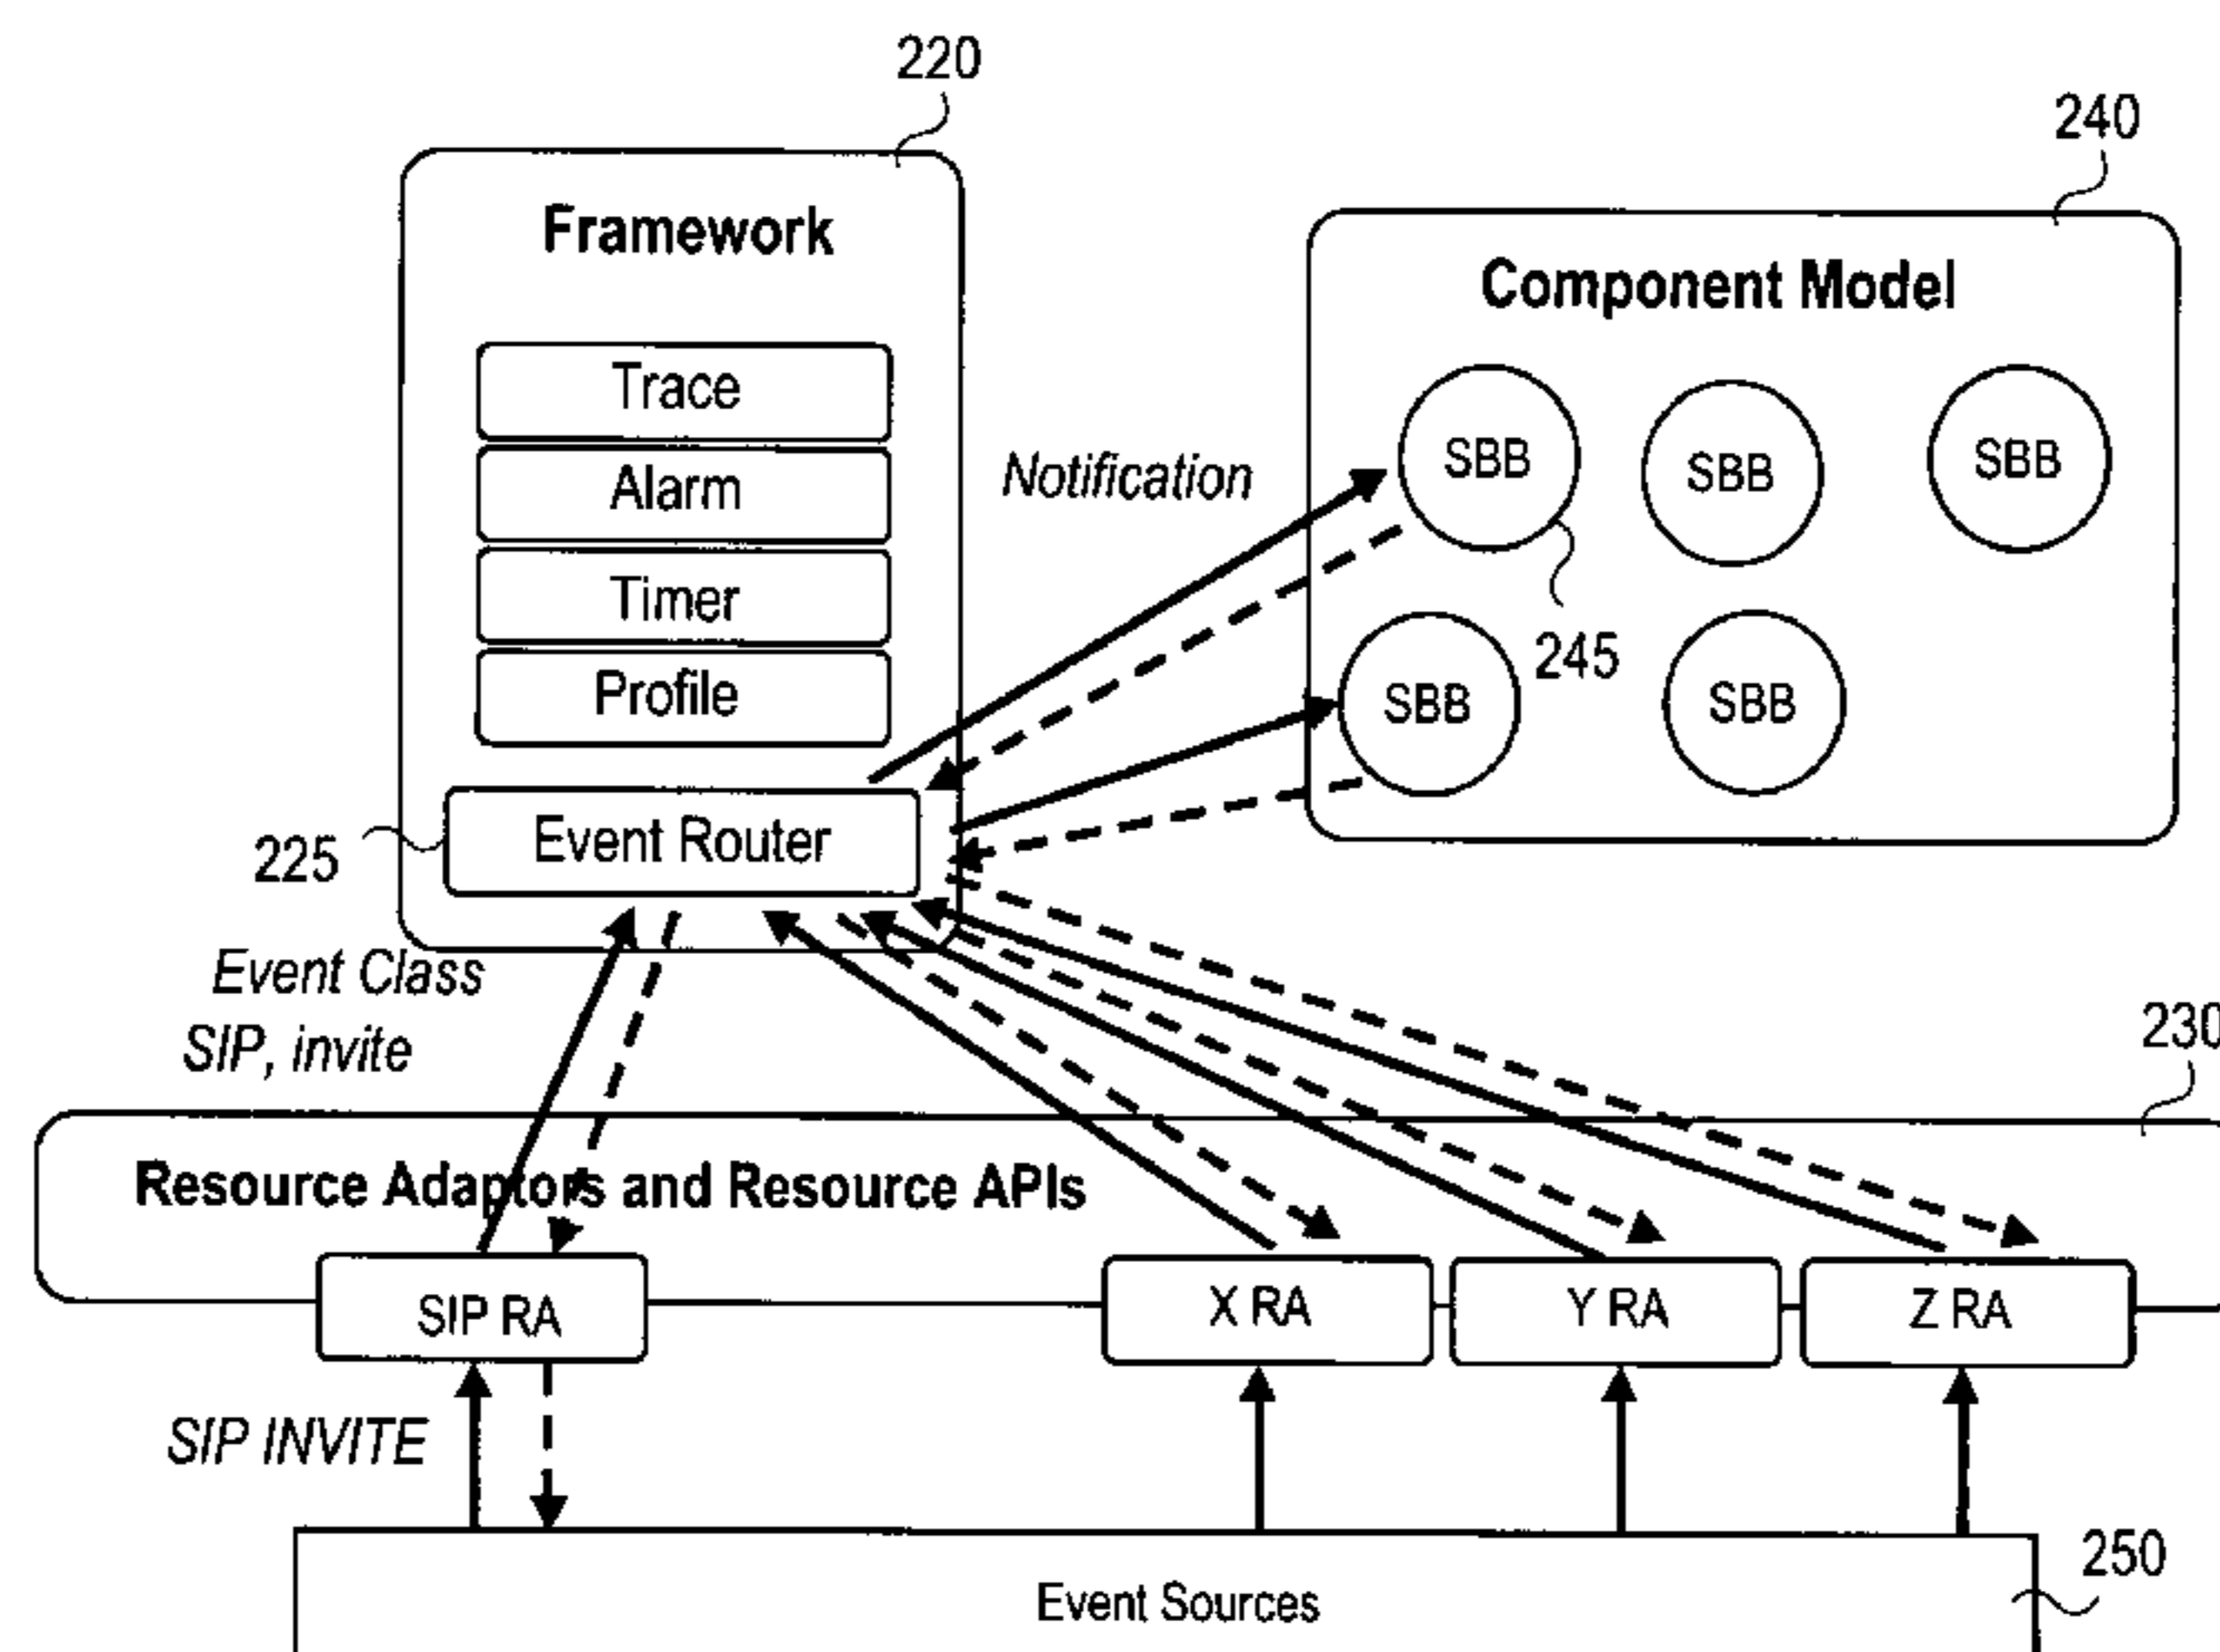 220
240
Framework
Component Model
Trace
Alarm
Timer
Profile
Notification
SBB
SBB
SBB
245
SBB
SBB
Event Router
225
Event Class
SIP, invite
230
Resource Adaptors and Resource APIs
SIP RA
X RA
Y RA
Z RA
SIP INVITE
250
Event Sources